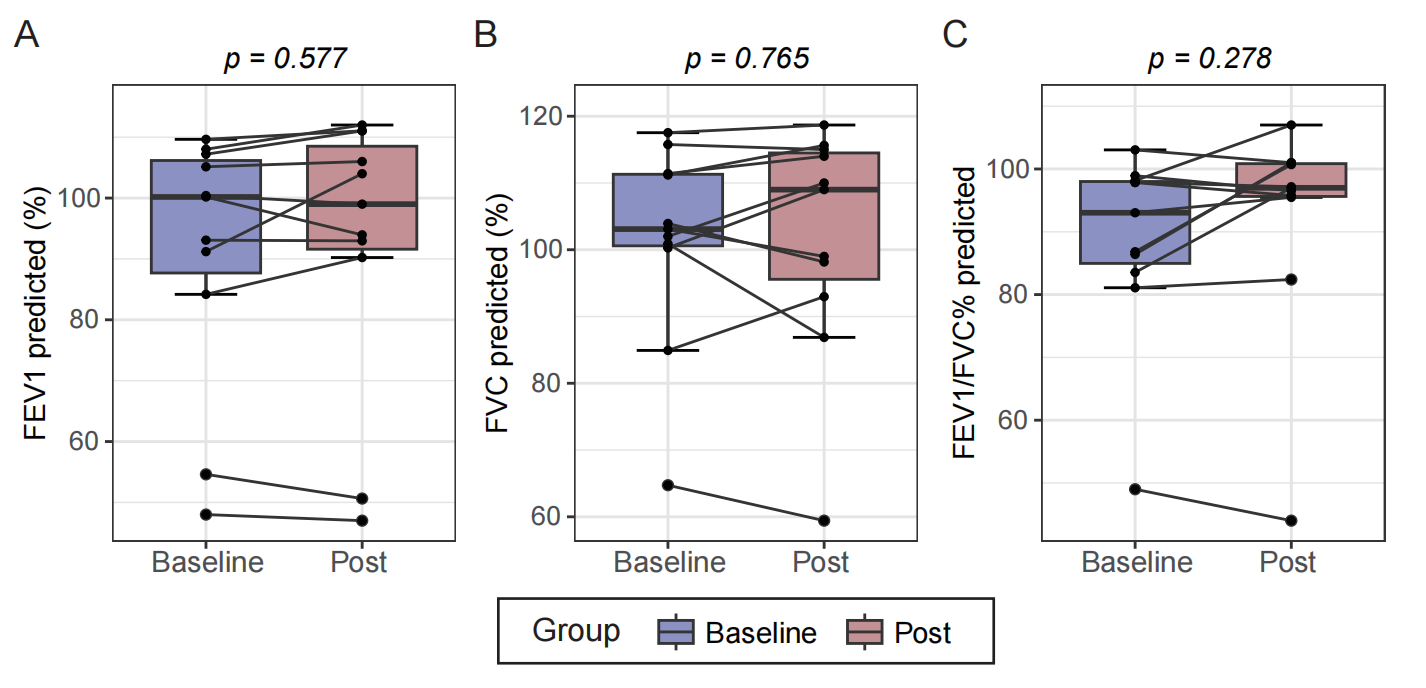 A
p = 0.577
FEV1 predicted (%)
100
80
60
Baseline
Post
B
p = 0.765
FVC predicted (%)
120
100
80
60
Baseline
Post
C
p = 0.278
FEV1/FVC% predicted
100
80
60
Baseline
Post
Group
Baseline
Post